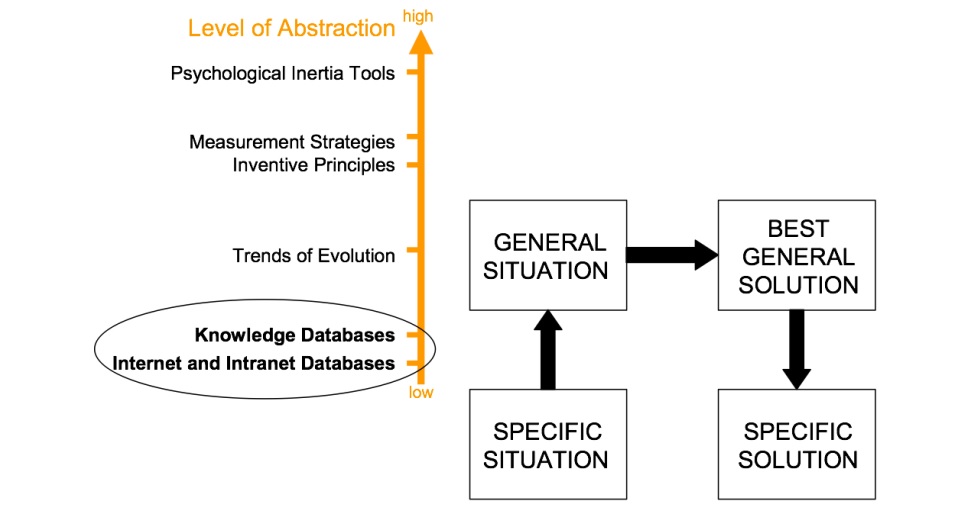 high
Level of Abstraction
Psychological Inertia Tools
Measurement Strategies
Inventive Principles
Trends of Evolution
Knowledge Databases
Internet and Intranet Databases
low
GENERAL
SITUATION
BEST
GENERAL
SOLUTION
SPECIFIC
SITUATION
SPECIFIC
SOLUTION